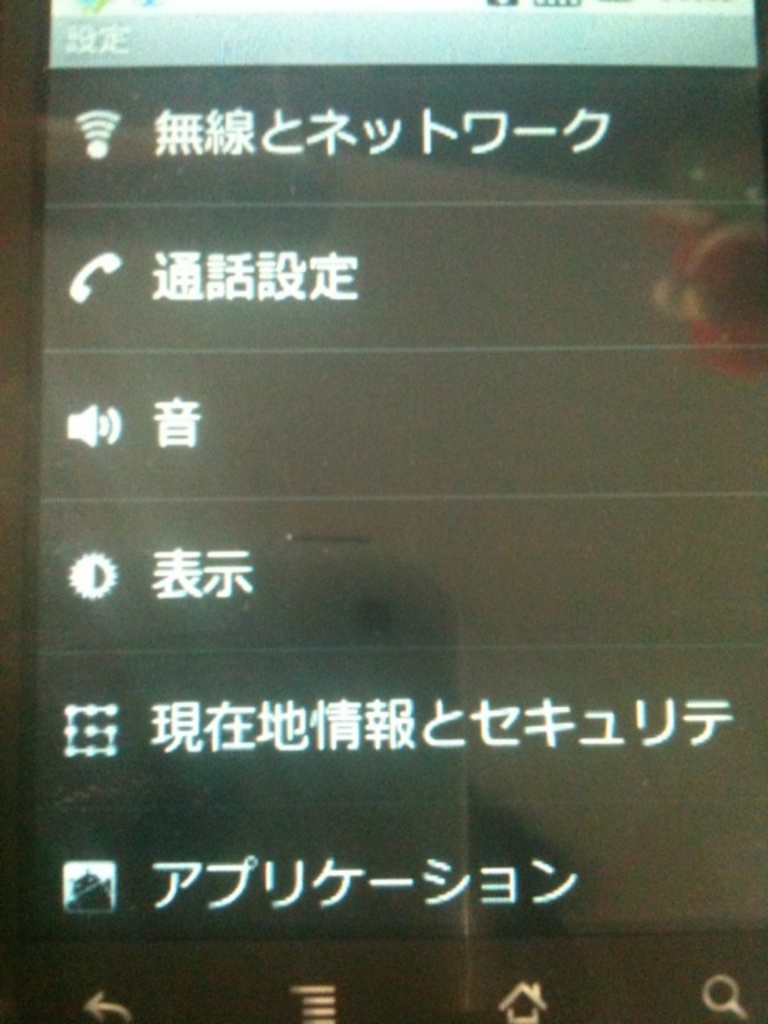 設定
無線とネットワーク
通話設定
音
表示
現在地情報とセキュリテ
アプリケーション